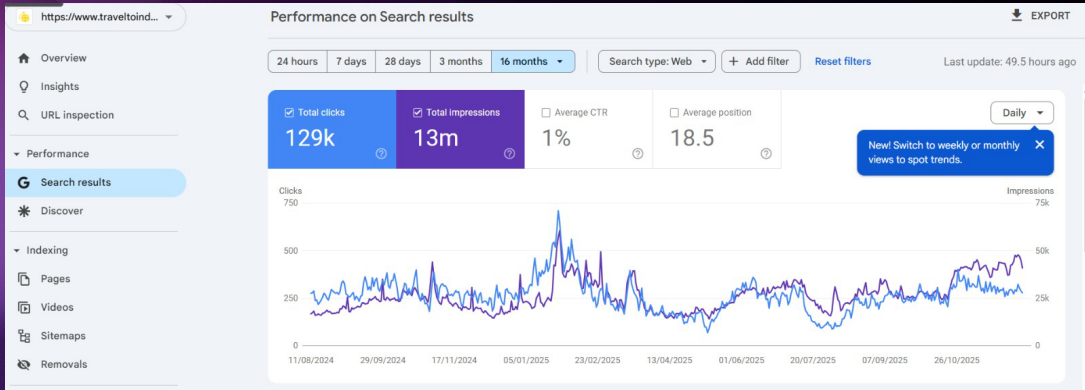 https://www.traveltoind...
Performance on Search results
EXPORT
24 hours
7 days
28 days
3 months
16 months
Search type: Web
Add filter
Reset filters
Last update: 49.5 hours ago
Overview
Insights
URL inspection
Performance
Search results
Discover
Indexing
Pages
Videos
Sitemaps
Removals
Total clicks
129k
Total impressions
13m
Average CTR
1%
Average position
18.5
Daily
New! Switch to weekly or monthly
views to spot trends.
Clicks
Impressions
750
75k
500
50k
250
25k
0
0
11/08/2024
29/09/2024
17/11/2024
05/01/2025
23/02/2025
13/04/2025
01/06/2025
20/07/2025
07/09/2025
26/10/2025